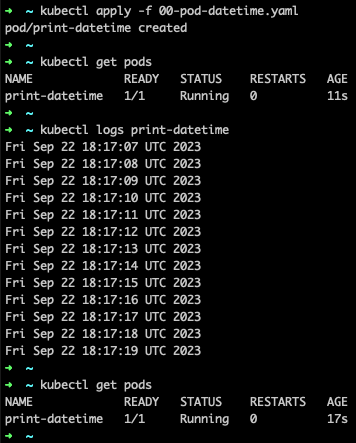 ➜  ~ kubectl apply -f 00-pod-datetime.yaml
pod/print-datetime created
➜  ~
➜  ~ kubectl get pods
NAME             READY   STATUS    RESTARTS   AGE
print-datetime   1/1     Running   0          11s
➜  ~
➜  ~ kubectl logs print-datetime
Fri Sep 22 18:17:07 UTC 2023
Fri Sep 22 18:17:08 UTC 2023
Fri Sep 22 18:17:09 UTC 2023
Fri Sep 22 18:17:10 UTC 2023
Fri Sep 22 18:17:11 UTC 2023
Fri Sep 22 18:17:12 UTC 2023
Fri Sep 22 18:17:13 UTC 2023
Fri Sep 22 18:17:14 UTC 2023
Fri Sep 22 18:17:15 UTC 2023
Fri Sep 22 18:17:16 UTC 2023
Fri Sep 22 18:17:17 UTC 2023
Fri Sep 22 18:17:18 UTC 2023
Fri Sep 22 18:17:19 UTC 2023
➜  ~
➜  ~ kubectl get pods
NAME             READY   STATUS    RESTARTS   AGE
print-datetime   1/1     Running   0          17s
➜  ~